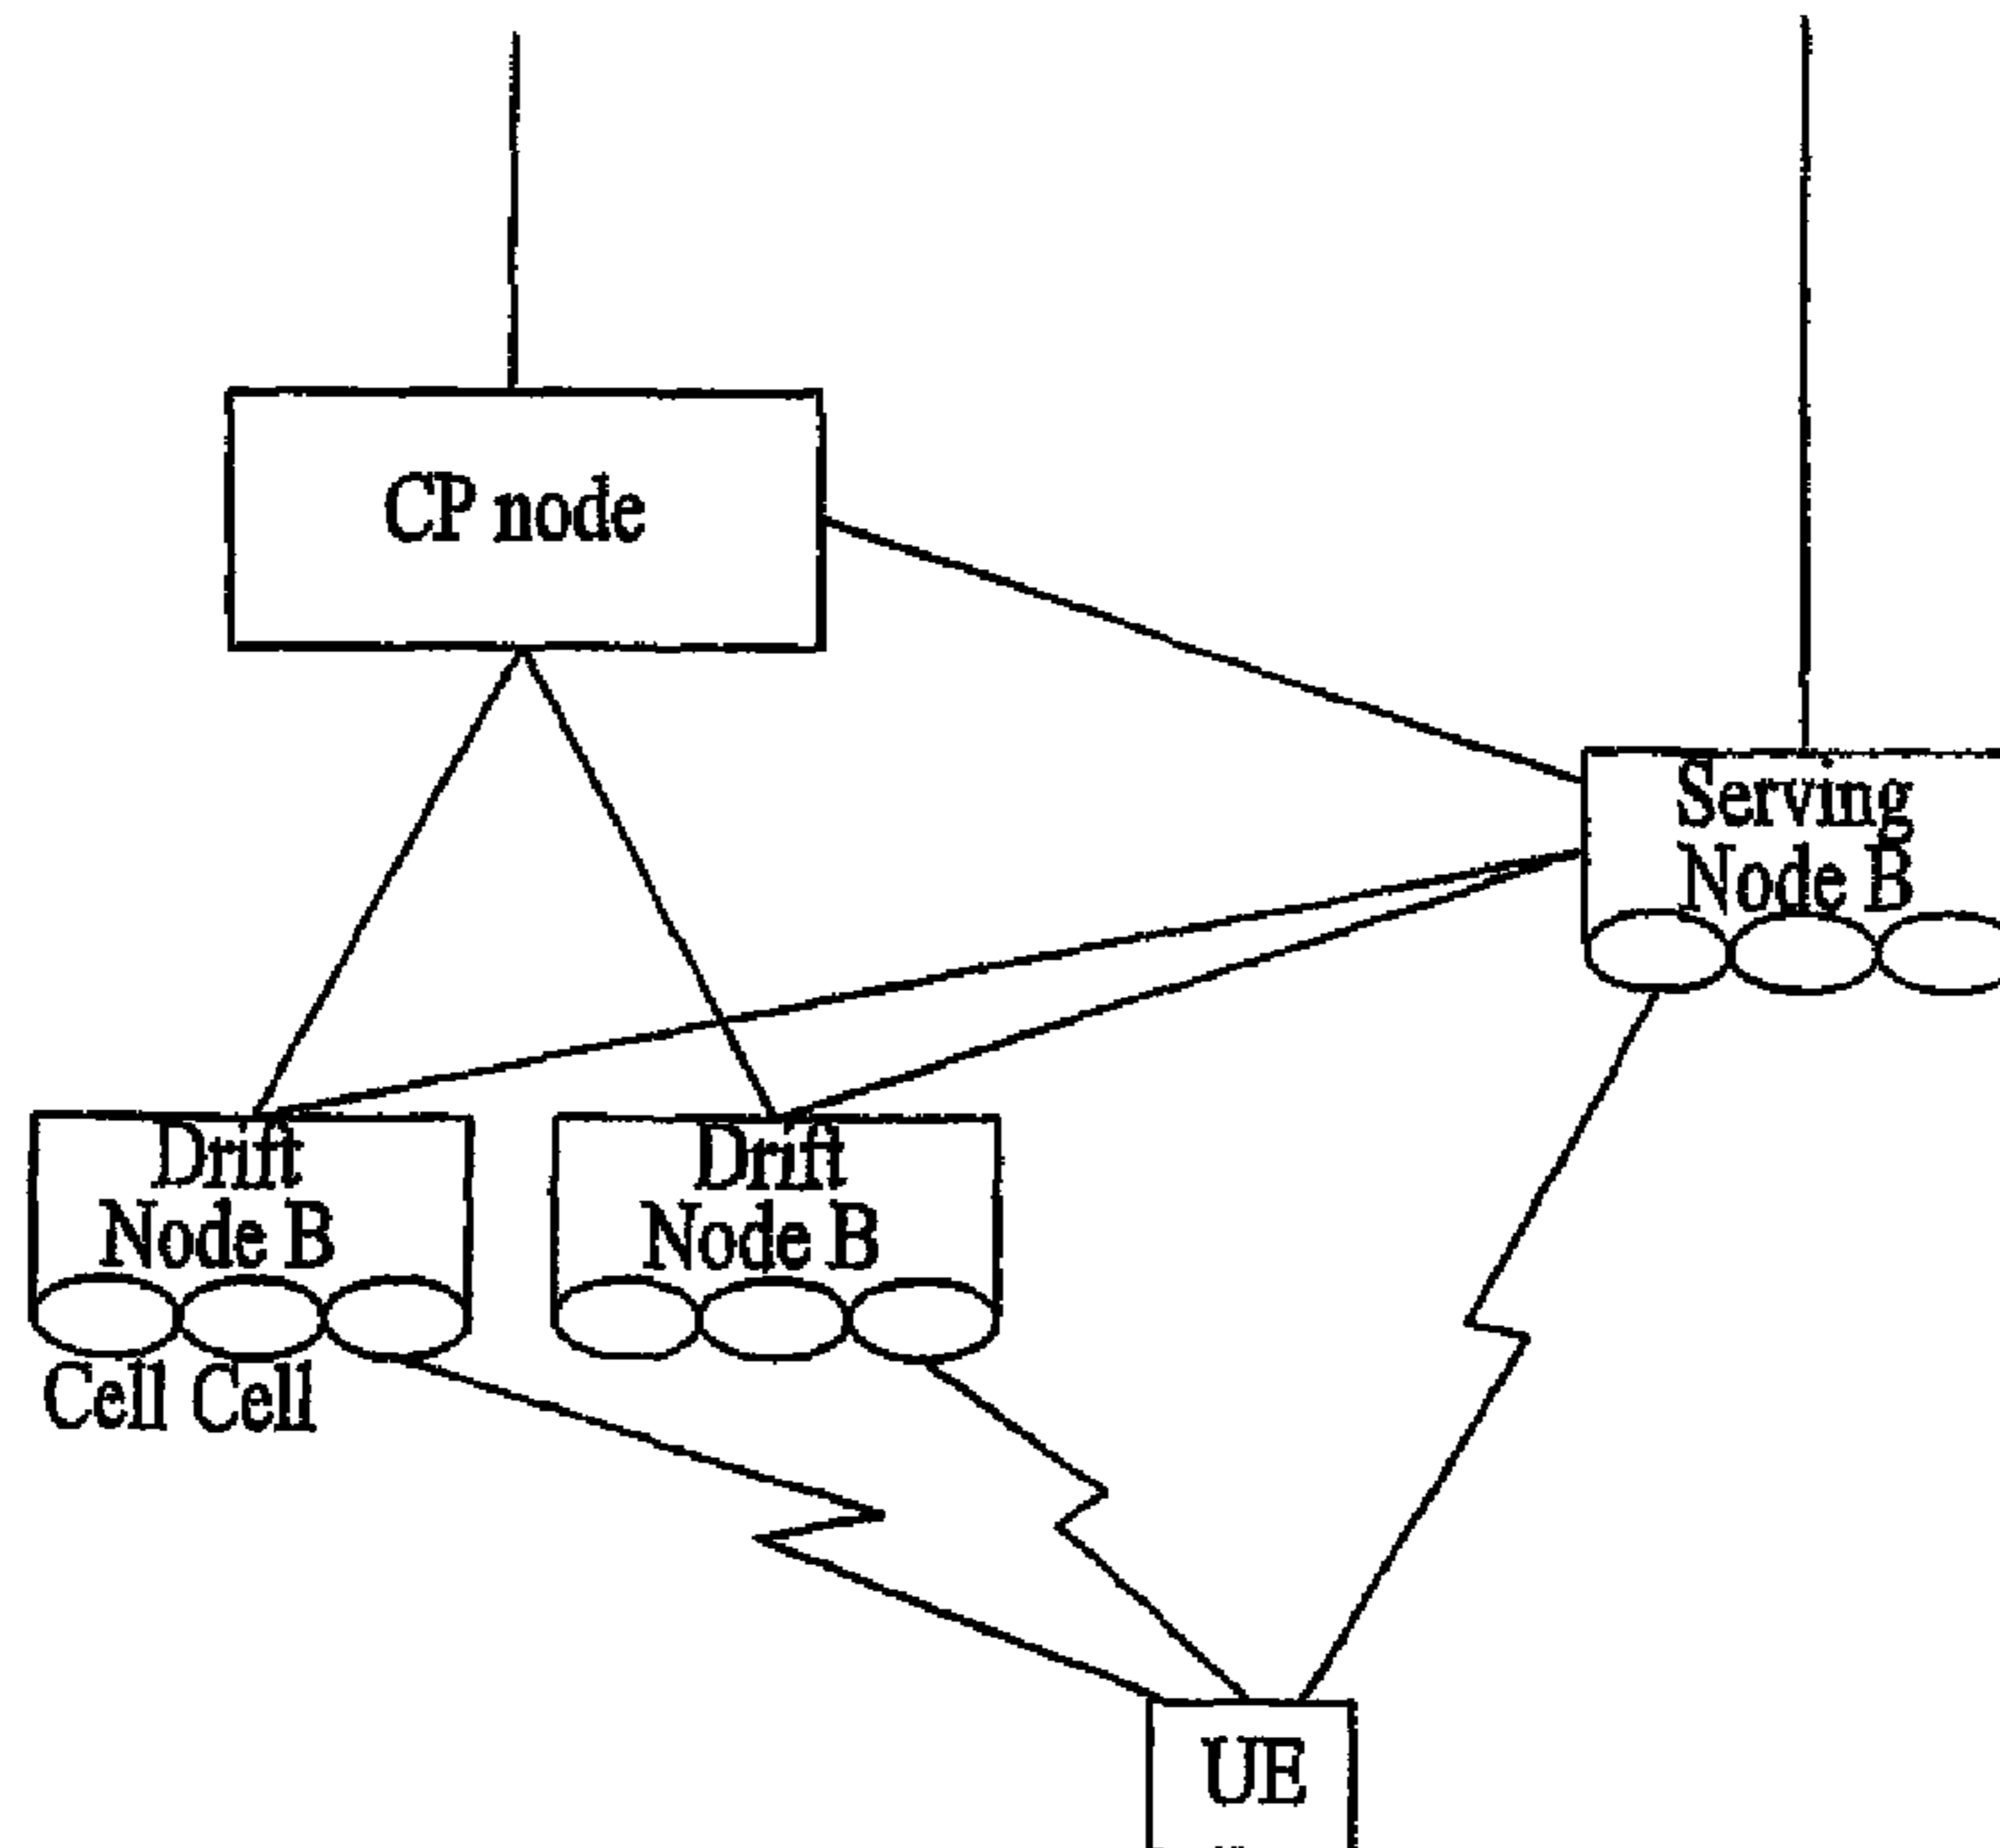 CP node
Serving
Node B
Drift
Node B
Drift
Node B
Cell Cell
UE